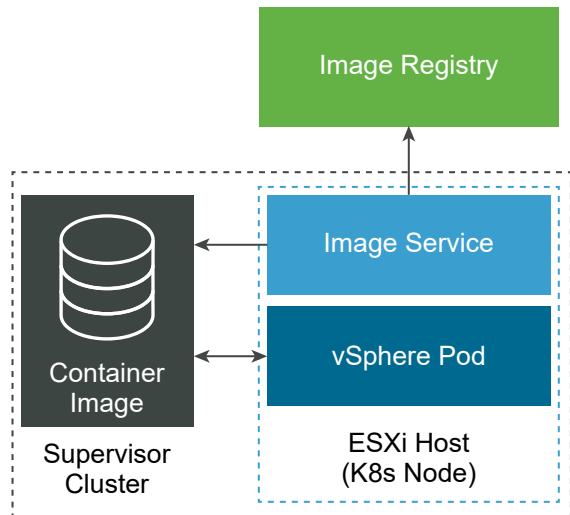 Image Registry
Image Service
vSphere Pod
Container
Image
Supervisor
Cluster
ESXi Host
(K8s Node)